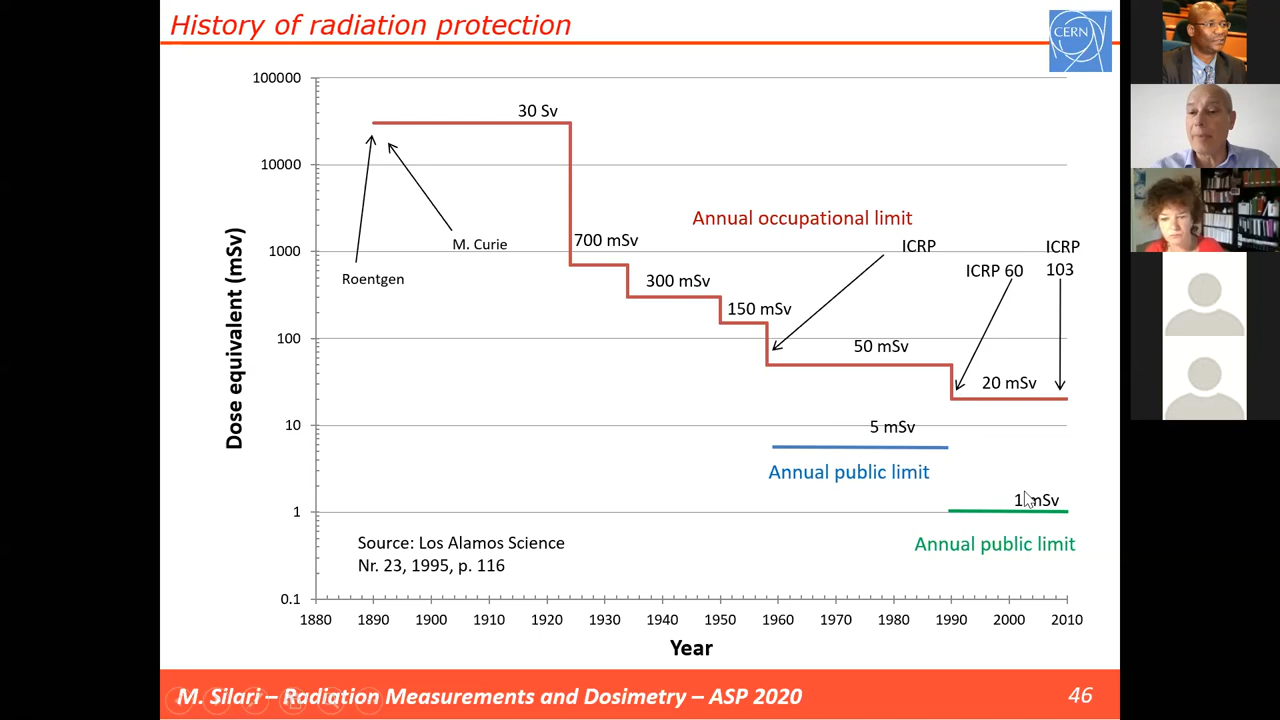 History of radiation protection
CERN
100000
10000
1000
100
10
1
0.1
Dose equivalent (mSv)
30 Sv
700 mSv
300 mSv
150 mSv
50 mSv
20 mSv
5 mSv
1 mSv
Annual occupational limit
ICRP
ICRP 60
ICRP
103
M. Curie
Roentgen
Annual public limit
Annual public limit
Source: Los Alamos Science
Nr. 23, 1995, p. 116
1880 1890 1900 1910 1920 1930 1940 1950 1960 1970 1980 1990 2000 2010
Year
M. Silari – Radiation Measurements and Dosimetry – ASP 2020
46